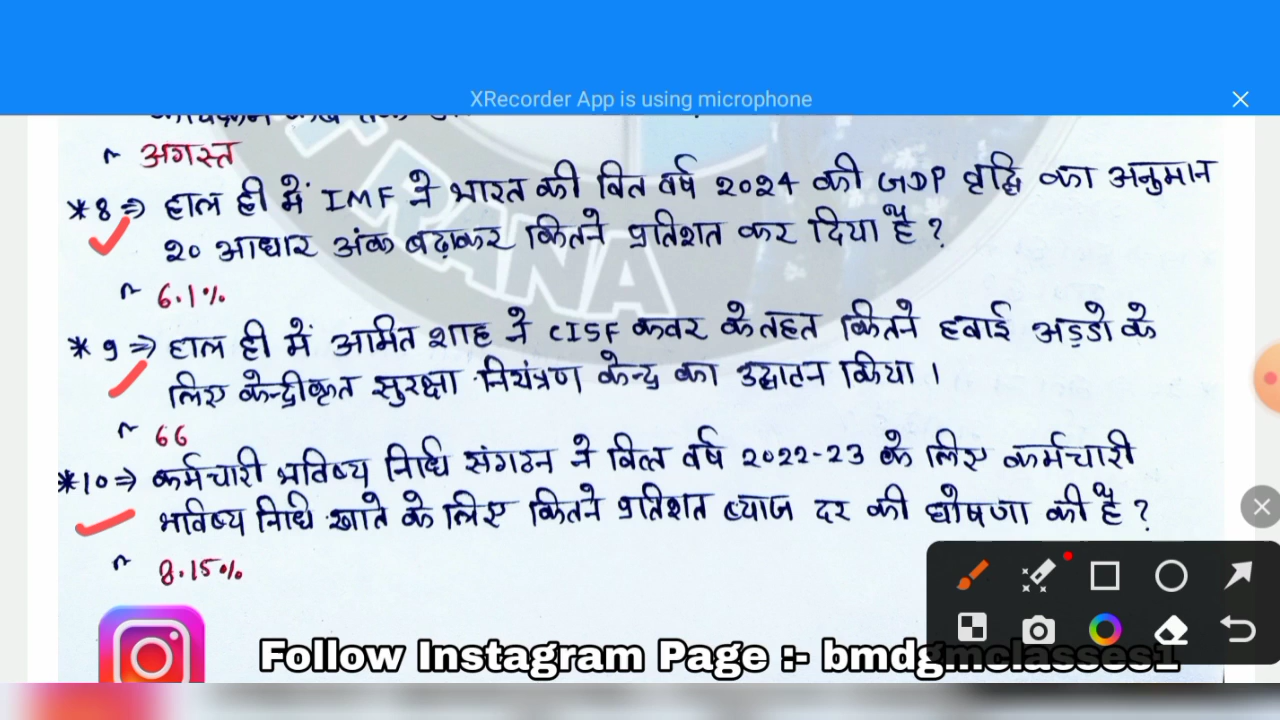 XRecorder App is using microphone
~ अगस्त
*8⇒ हाल ही में IMF ने भारत की वित वर्ष 2024 की GDP वृद्धि का अनुमान
20 आधार अंक बढ़ाकर कितने प्रतिशत कर दिया है ?
~ 6.1%
RANA
* 9⇒ हाल ही में अमित शाह ने CISF कवर के तहत कितने हवाई अड्डो के
लिए केन्द्रीकृत सुरक्षा नियंत्रण केन्द्र का उद्घाटन किया ।
~ 66
*10⇒ कर्मचारी भविष्य निधि संगठन ने वित्त वर्ष 2022-23 के लिए कर्मचारी
भविष्य निधि खाते के लिए कितने प्रतिशत ब्याज दर की घोषणा की है ?
~ 8.15%
Follow Instagram Page :- bmdgmclasses1